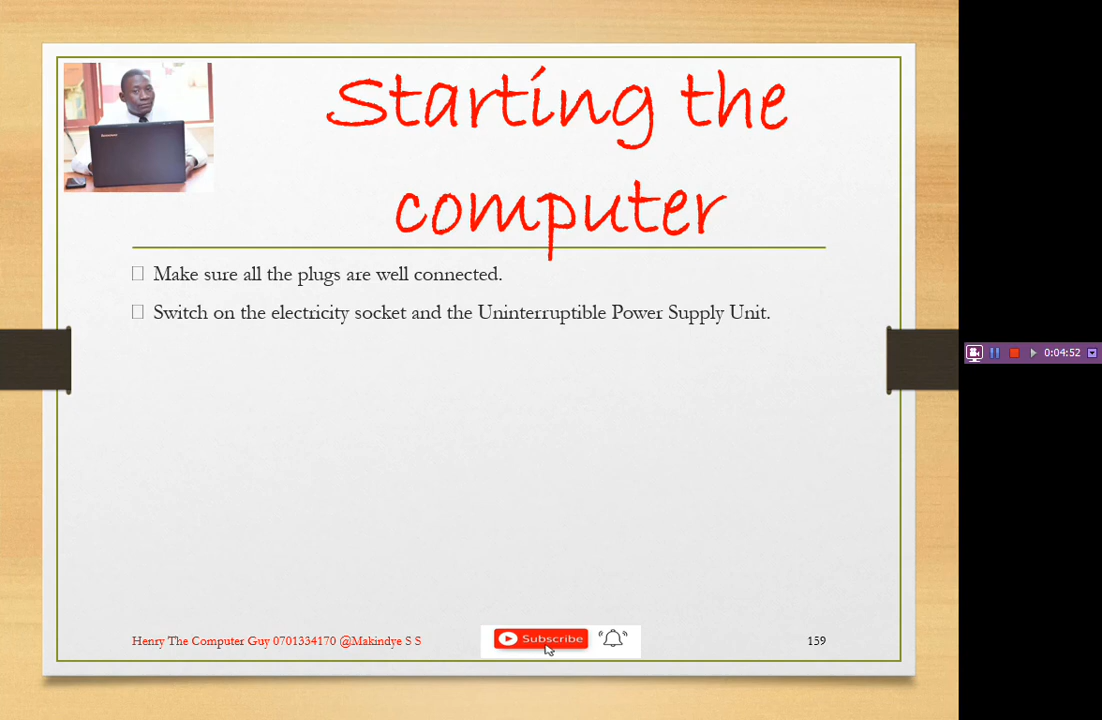 Starting the
computer
Make sure all the plugs are well connected.
Switch on the electricity socket and the Uninterruptible Power Supply Unit.
0:04:52
Henry The Computer Guy 0701334170 @Makindye S S
Subscribe
159